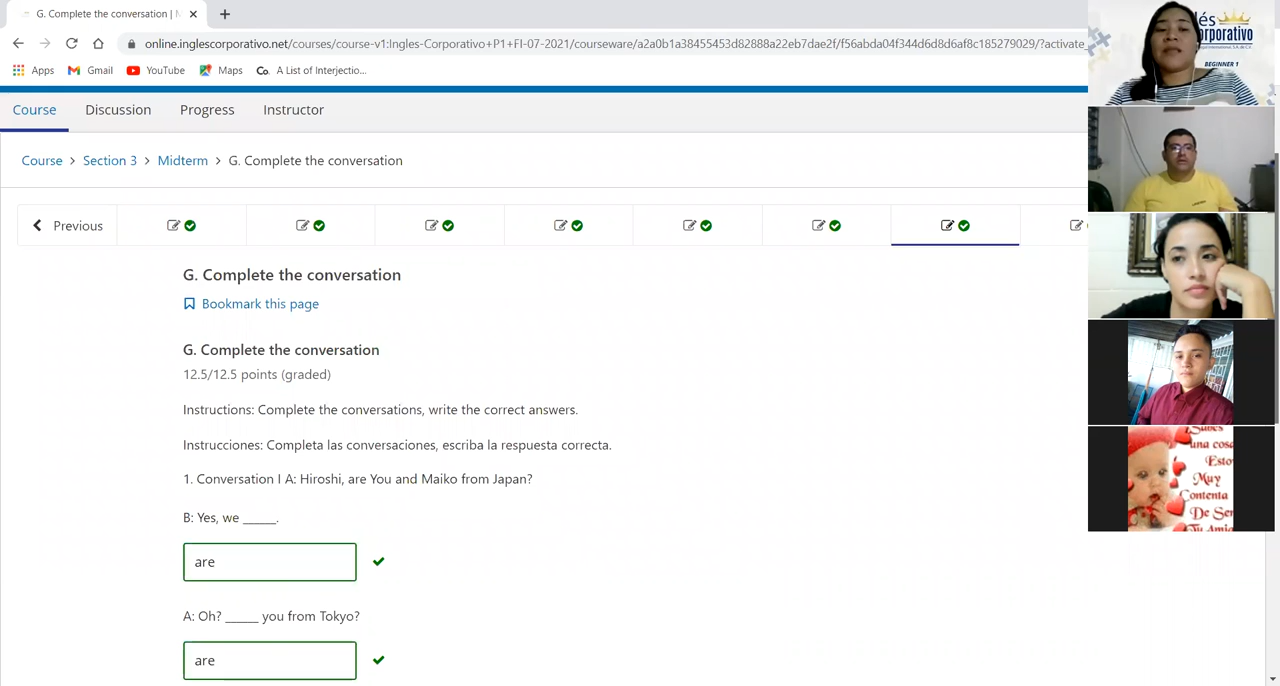 G. Complete the conversation |
online.inglescorporativo.net/courses/course-v1:Ingles-Corporativo+P1+FI-07-2021/courseware/a2a0b1a38455453d82888a22eb7dae2f/f56abda04f344d6d8d6af8c185279029/?activate
Apps Gmail YouTube Maps Co. A List of Interjectio...
Course Discussion Progress Instructor
Course > Section 3 > Midterm > G. Complete the conversation
Previous
G. Complete the conversation
Bookmark this page
G. Complete the conversation
12.5/12.5 points (graded)
Instructions: Complete the conversations, write the correct answers.
Instrucciones: Completa las conversaciones, escriba la respuesta correcta.
1. Conversation I A: Hiroshi, are You and Maiko from Japan?
B: Yes, we _____.
are
A: Oh? _____ you from Tokyo?
are
BEGINNER 1
una cosa
Esto
Muy
Contenta
De Ser